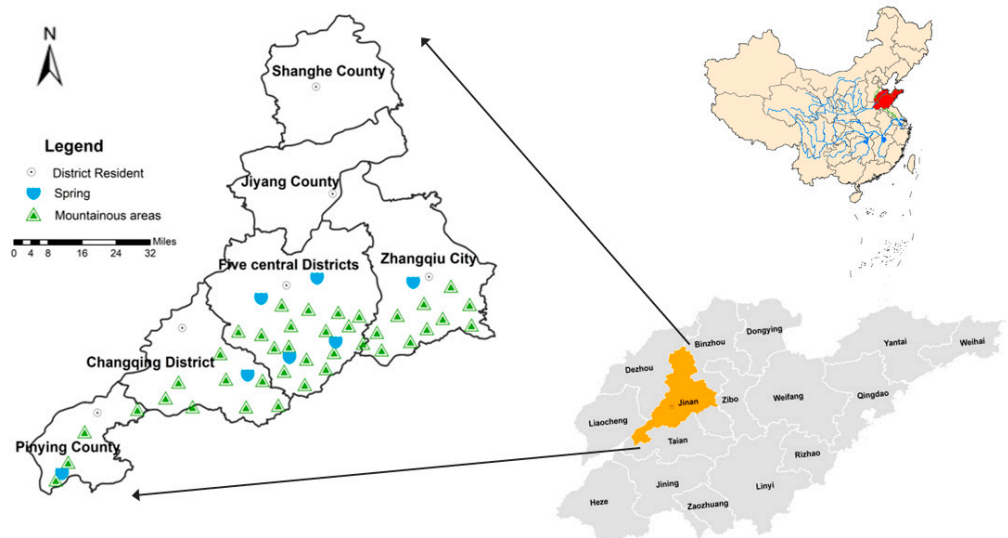 N
Shanghe County
Legend
District Resident
Spring
Mountainous areas
Miles
0 4 8 16 24 32
Jiyang County
Five central Districts
Zhangqiu City
Changqing District
Pinying County
Dongying
Binzhou
Yantai
Weihai
Dezhou
Jinan
Zibo
Weifang
Qingdao
Liaocheng
Taian
Rizhao
Jining
Linyi
Heze
Zaozhuang